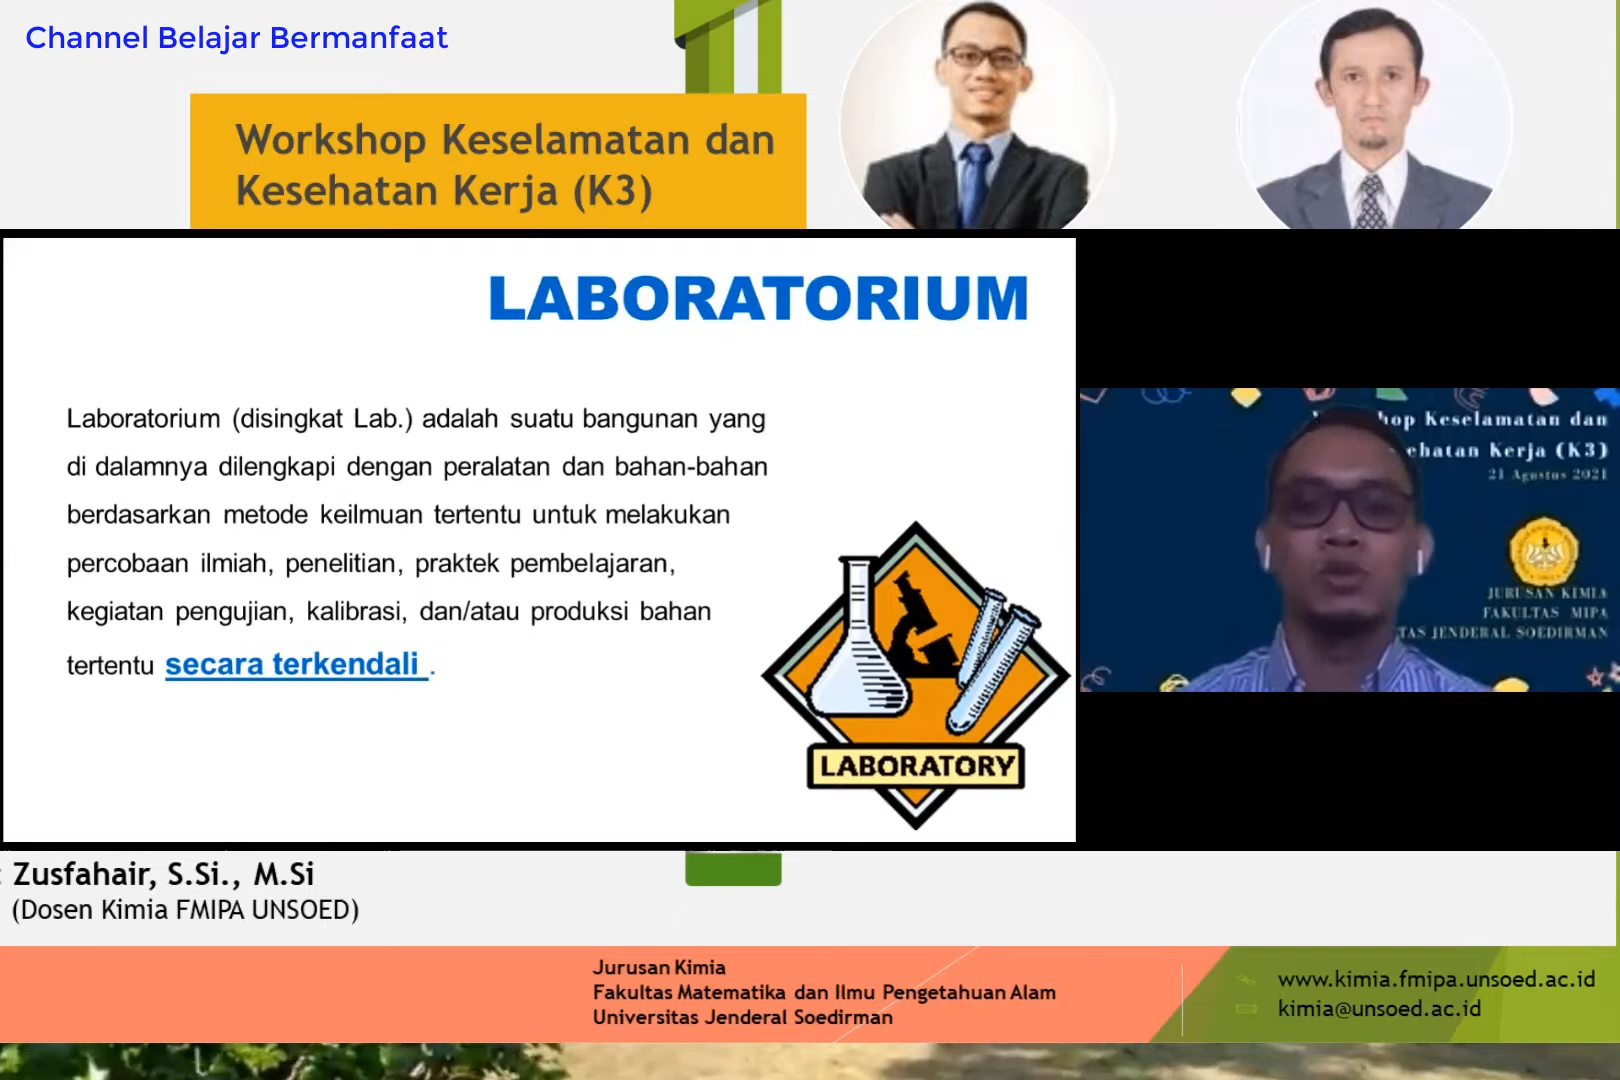 Channel Belajar Bermanfaat
Workshop Keselamatan dan
Kesehatan Kerja (K3)
LABORATORIUM
Laboratorium (disingkat Lab.) adalah suatu bangunan yang
di dalamnya dilengkapi dengan peralatan dan bahan-bahan
berdasarkan metode keilmuan tertentu untuk melakukan
percobaan ilmiah, penelitian, praktek pembelajaran,
kegiatan pengujian, kalibrasi, dan/atau produksi bahan
tertentu secara terkendali .
LABORATORY
hop Keselamatan dan
ehatan Kerja (K3)
21 Agustus 2021
JURUSAN KIMIA
FAKULTAS MIPA
TAS JENDERAL SOEDIRMAN
: Zusfahair, S.Si., M.Si
(Dosen Kimia FMIPA UNSOED)
Jurusan Kimia
Fakultas Matematika dan Ilmu Pengetahuan Alam
Universitas Jenderal Soedirman
www.kimia.fmipa.unsoed.ac.id
kimia@unsoed.ac.id